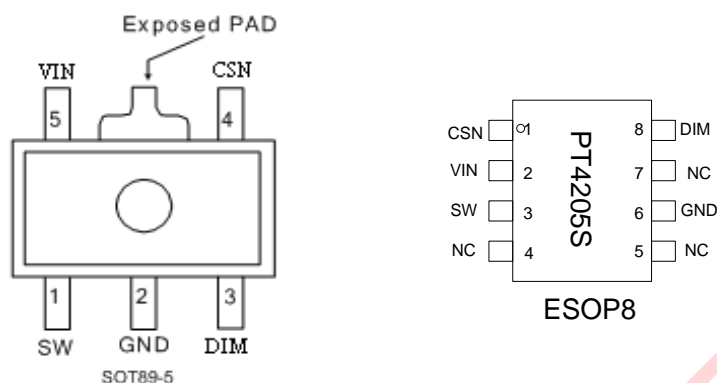 Exposed PAD
VIN
CSN
5
4
1
2
3
SW
GND
DIM
SOT89-5
CSN
1
8
DIM
VIN
2
7
NC
SW
3
6
GND
NC
4
5
NC
PT4205S
ESOP8